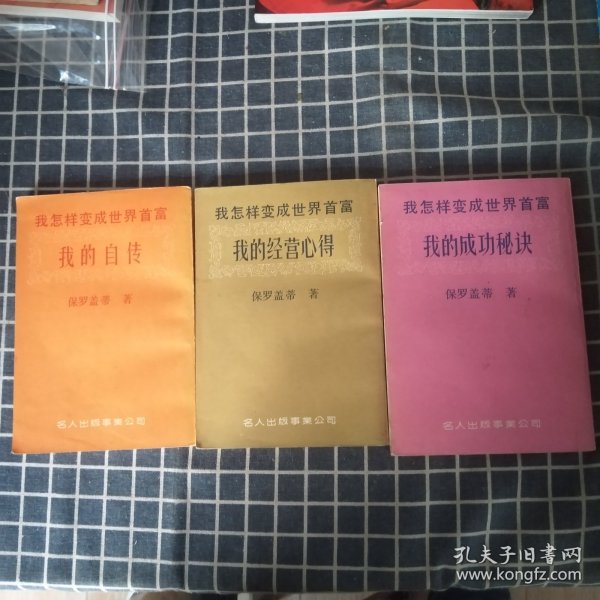 我怎样变成世界首富
我的自传
保罗盖蒂 著
名人出版事業公司
我怎样变成世界首富
我的经营心得
保罗盖蒂 著
名人出版事業公司
我怎样变成世界首富
我的成功秘诀
保罗盖蒂 著
名人出版事業公司
孔夫子旧書网
www.kongfz.com